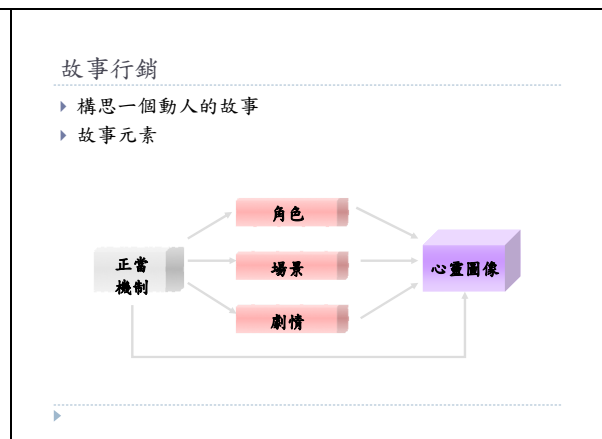 故事行銷
構思一個動人的故事
故事元素
角色
正當
機制
場景
心靈圖像
劇情